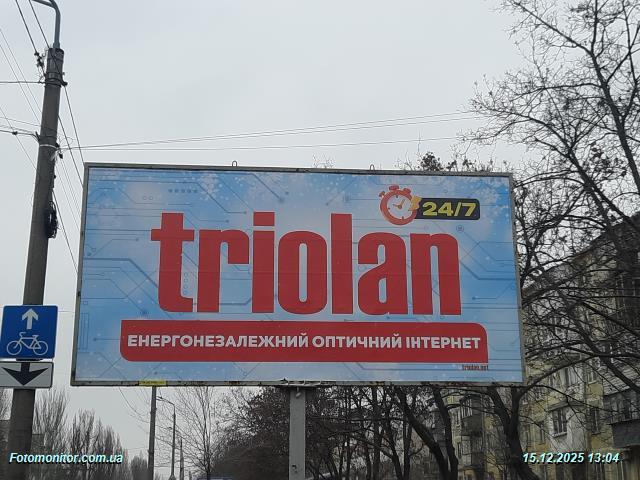 24/7
triolan
ЕНЕРГОНЕЗАЛЕЖНИЙ ОПТИЧНИЙ ІНТЕРНЕТ
triolan.net
Fotomonitor.com.ua
15.12.2025 13:04